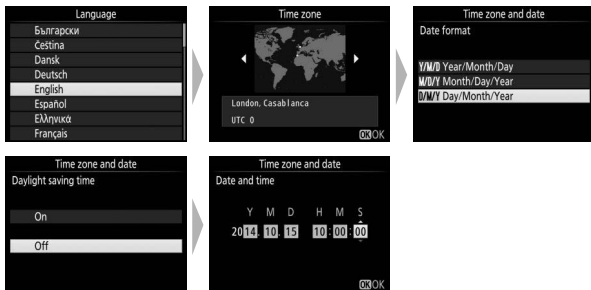 Language
Български
Čeština
Dansk
Deutsch
English
Español
Ελληνικά
Français
Time zone
London, Casablanca
UTC 0
OK OK
Time zone and date
Date format
Y/M/D Year/Month/Day
M/D/Y Month/Day/Year
D/M/Y Day/Month/Year
Time zone and date
Daylight saving time
On
Off
Time zone and date
Date and time
Y M D H M S
2014. 10. 15 10:00:00
OK OK